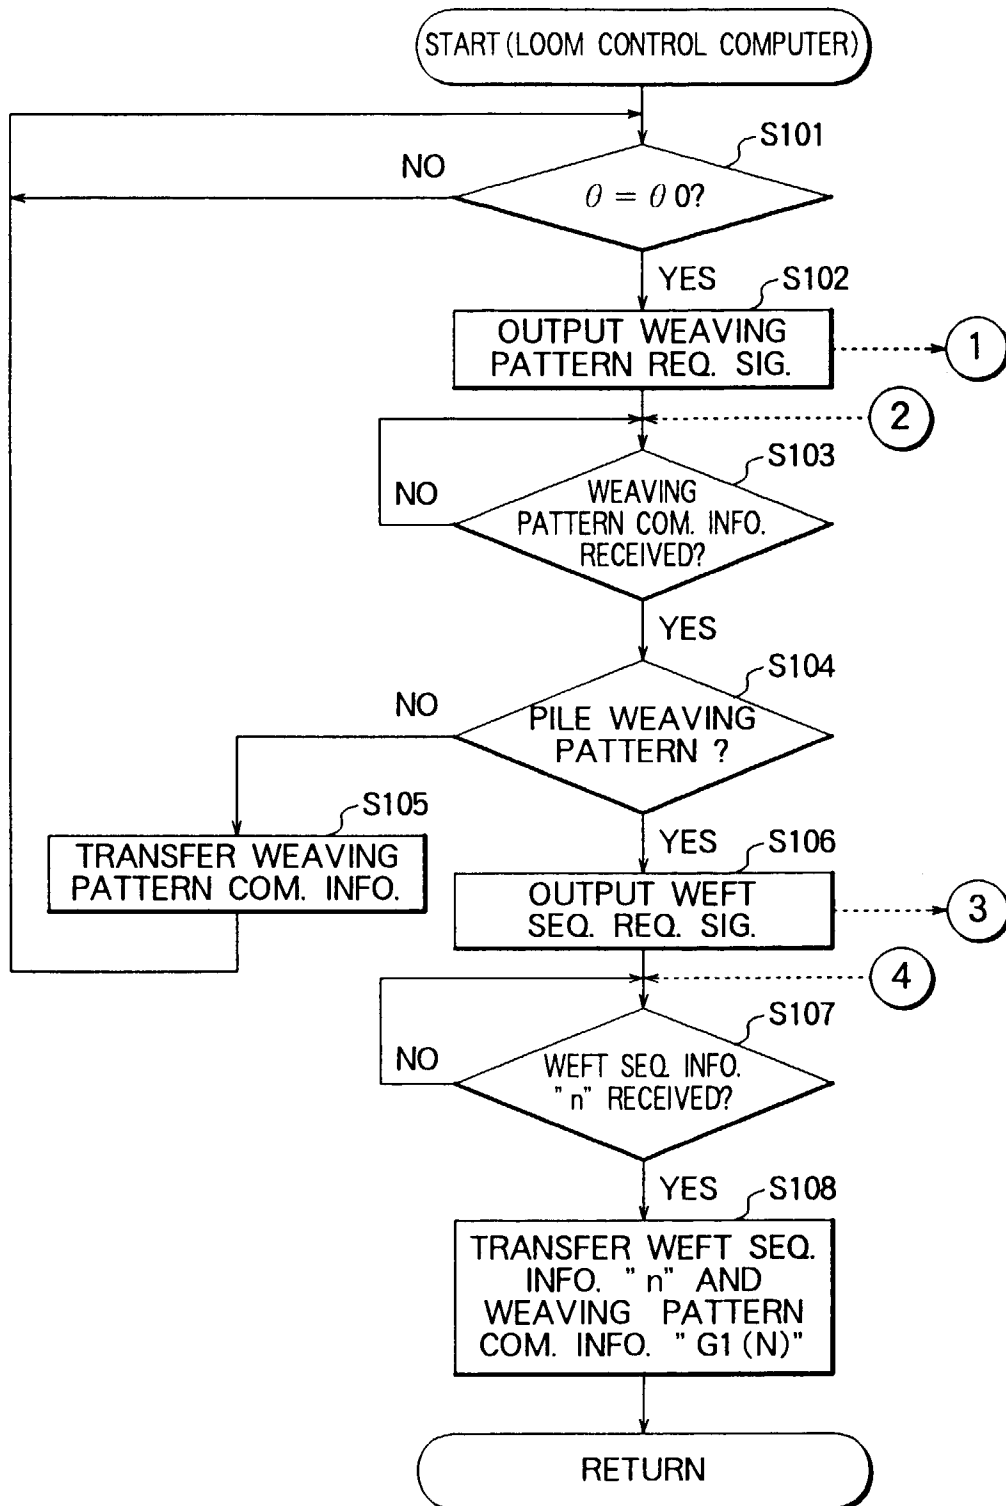 START (LOOM CONTROL COMPUTER)
S101
NO
θ = θ 0?
YES
S102
OUTPUT WEAVING
PATTERN REQ. SIG.
1
2
S103
NO
WEAVING
PATTERN COM. INFO.
RECEIVED?
YES
S104
NO
PILE WEAVING
PATTERN ?
S105
TRANSFER WEAVING
PATTERN COM. INFO.
YES
S106
OUTPUT WEFT
SEQ. REQ. SIG.
3
4
S107
NO
WEFT SEQ. INFO.
"n" RECEIVED?
YES
S108
TRANSFER WEFT SEQ.
INFO. "n" AND
WEAVING PATTERN
COM. INFO. "G1 (N)"
RETURN